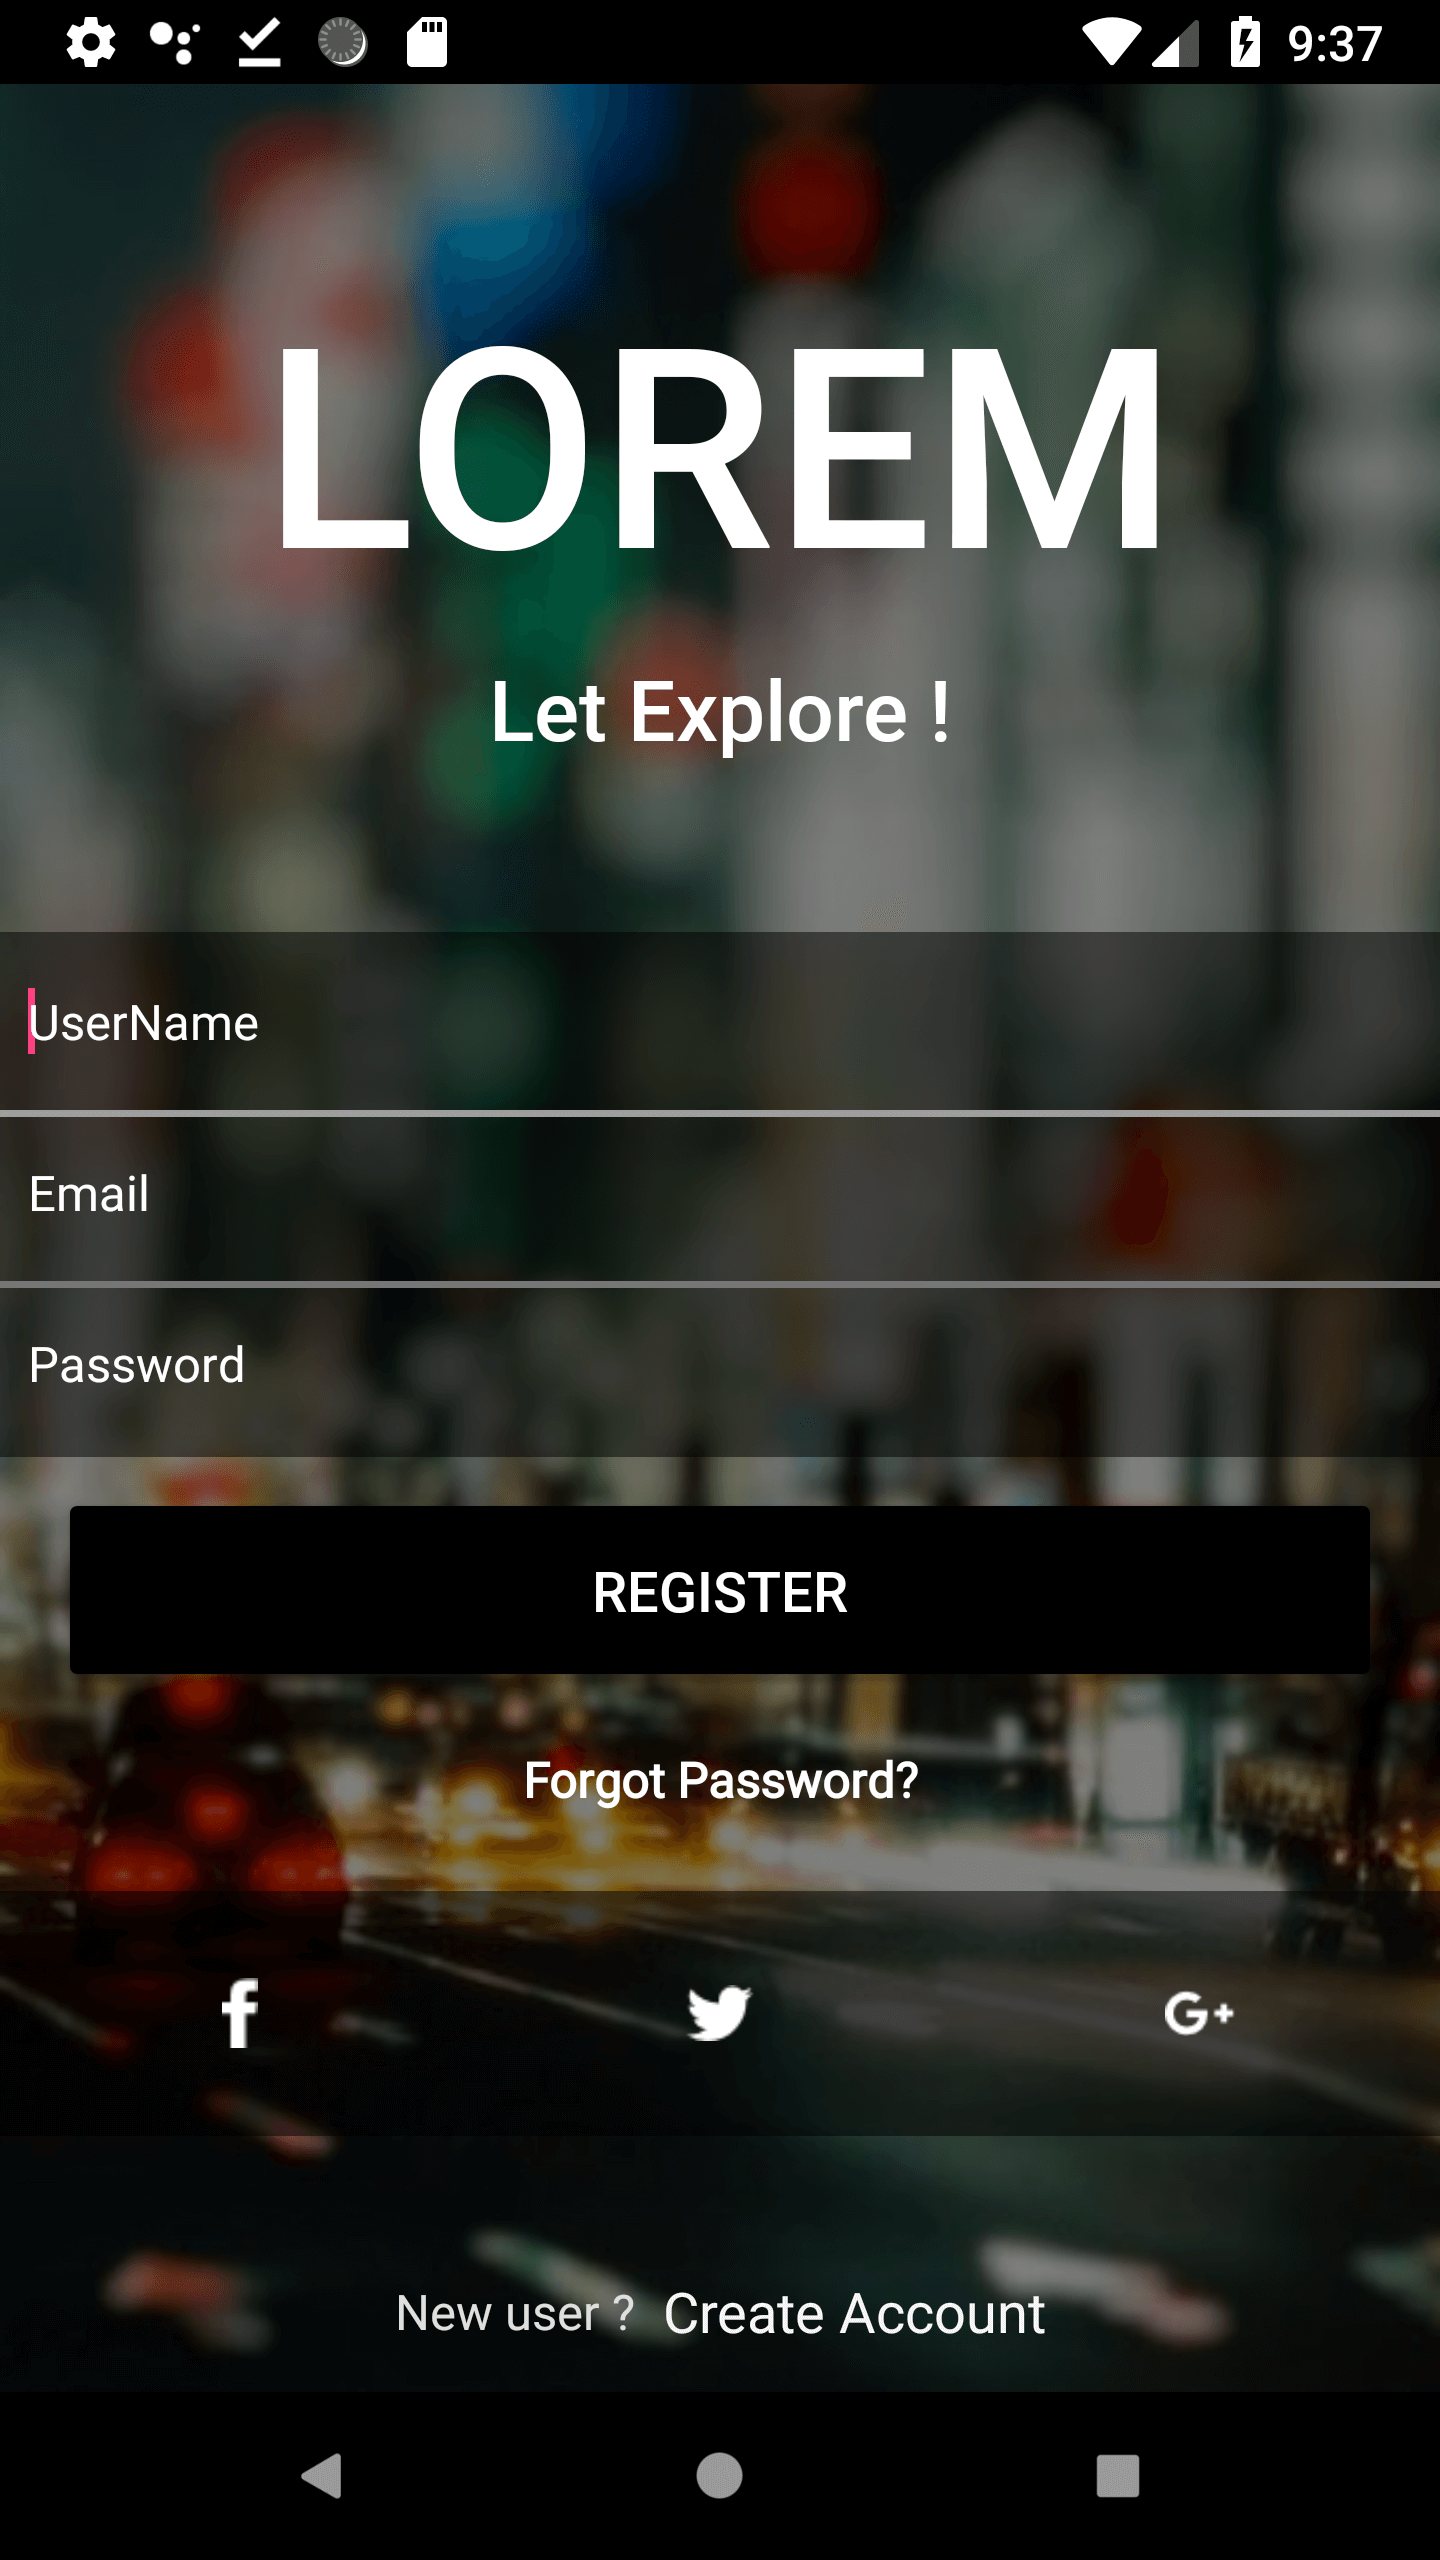 9:37
LOREM
Let Explore !
UserName
Email
Password
REGISTER
Forgot Password?
f
G+
New user ? Create Account